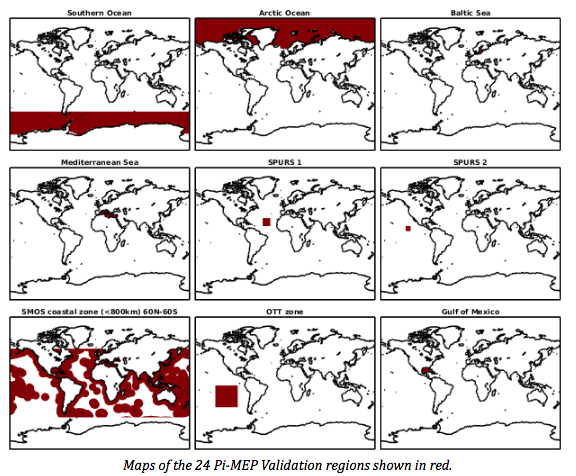 Southern Ocean
Arctic Ocean
Baltic Sea
Mediterranean Sea
SPURS 1
SPURS 2
SMOS coastal zone (<800km) 60N-60S
OTT zone
Gulf of Mexico
Maps of the 24 Pi-MEP Validation regions shown in red.